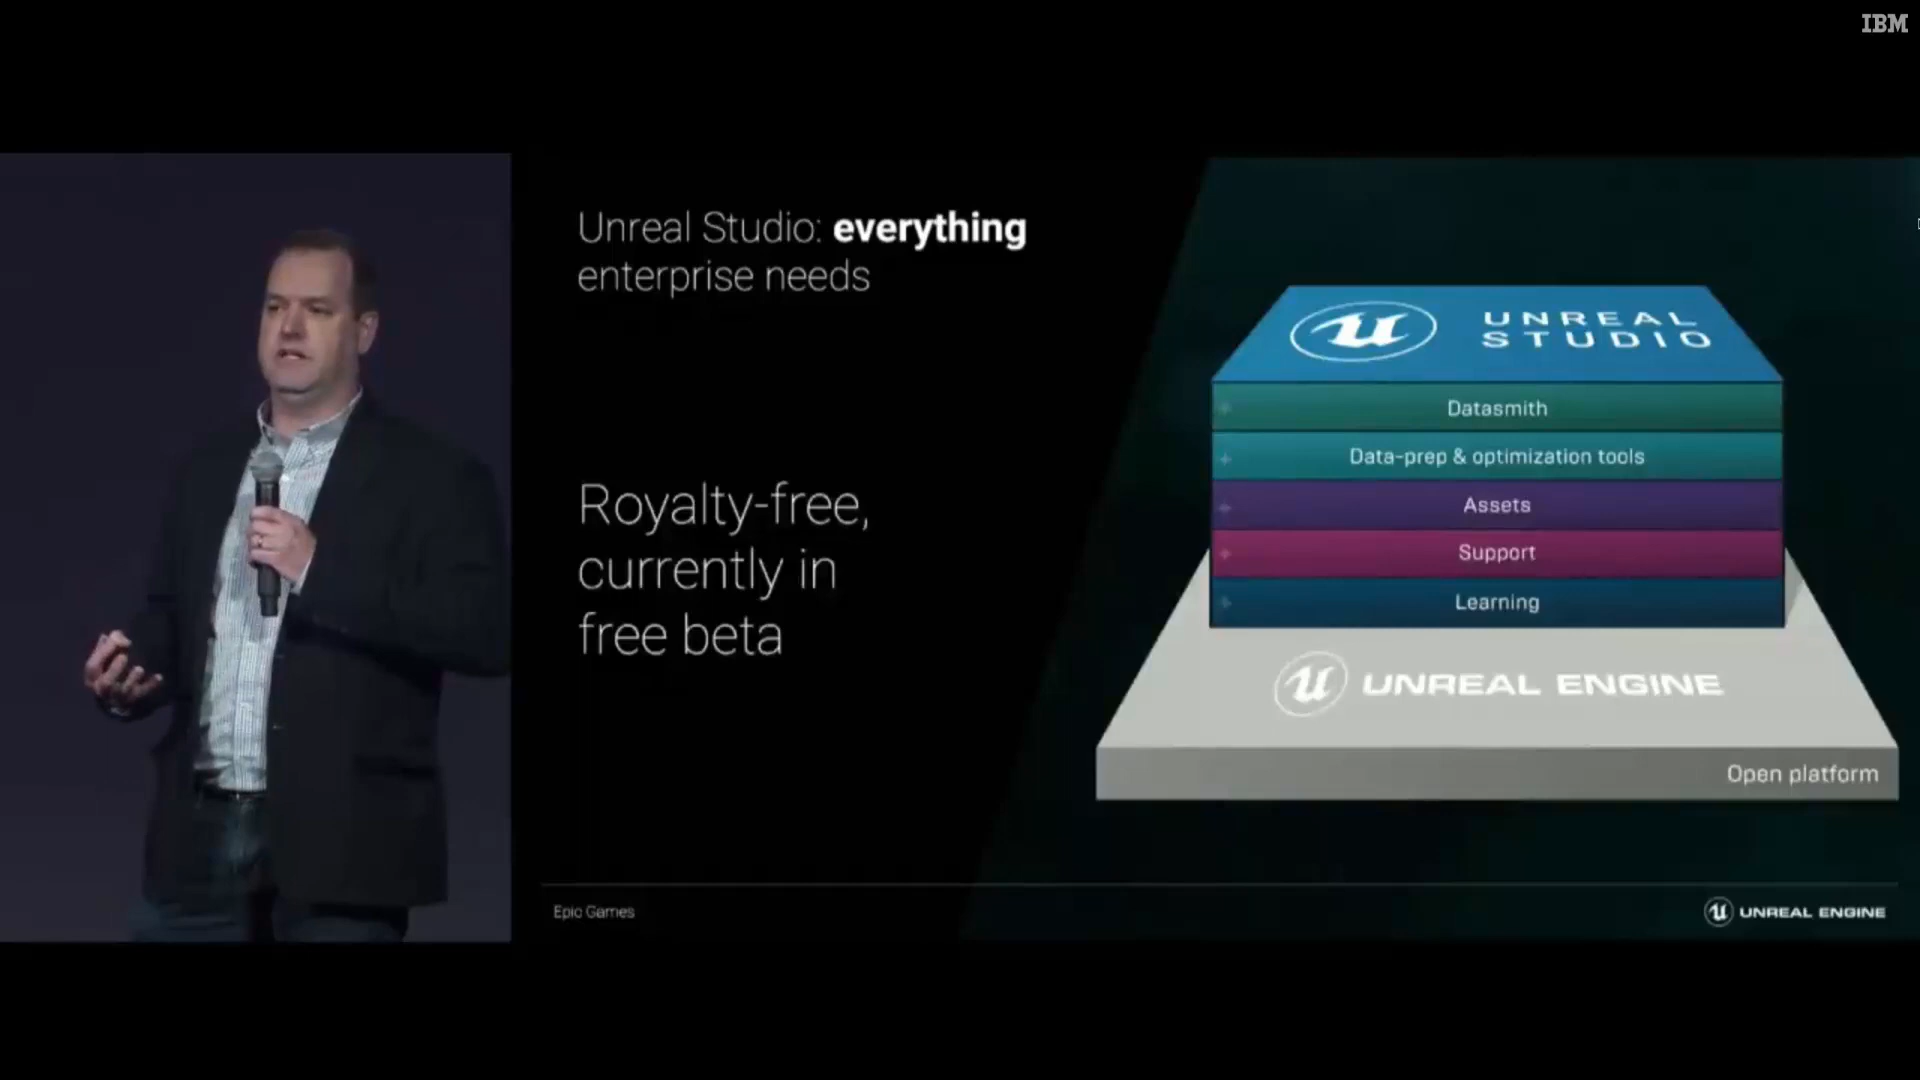 IBM
Unreal Studio: everything
enterprise needs
Royalty-free,
currently in
free beta
UNREAL
STUDIO
Datasmith
Data-prep & optimization tools
Assets
Support
Learning
UNREAL ENGINE
Open platform
Epic Games
UNREAL ENGINE